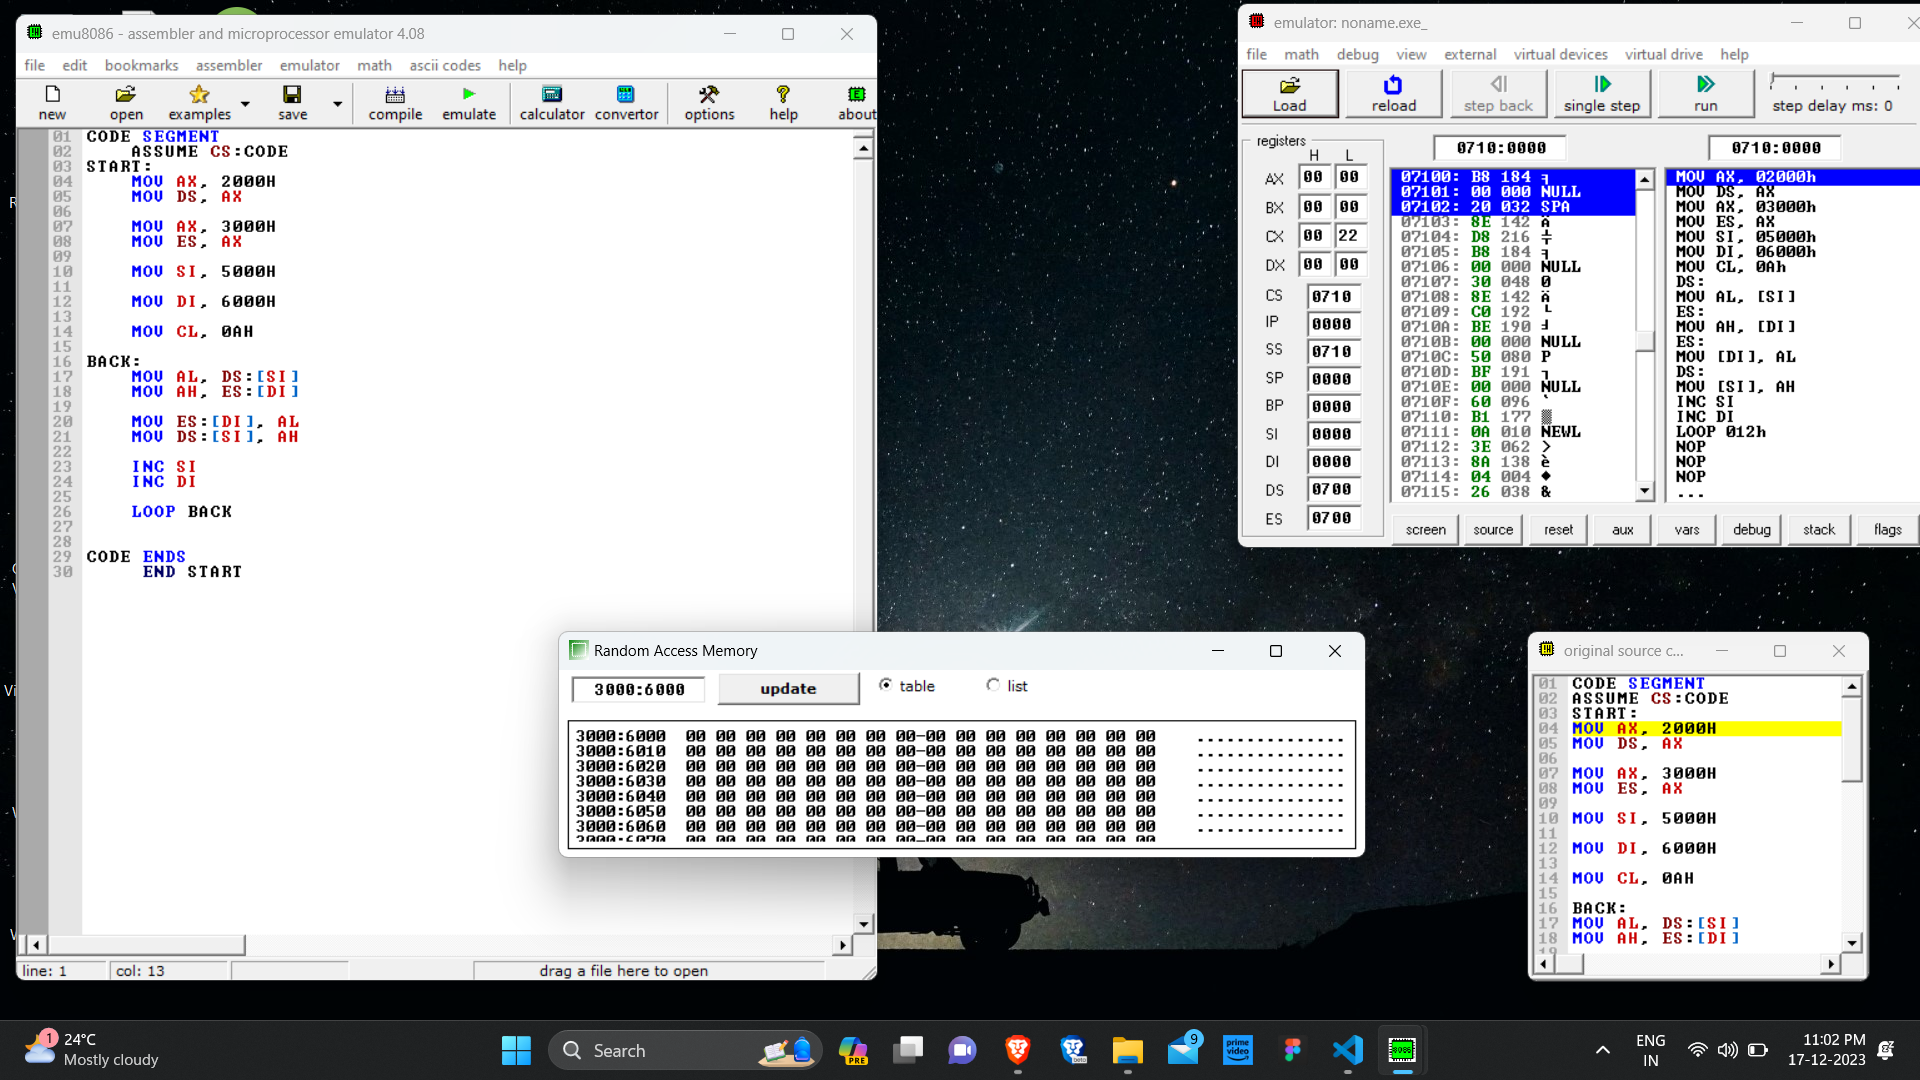 emu8086 - assembler and microprocessor emulator 4.08
file edit bookmarks assembler emulator math ascii codes help
new open examples save compile emulate calculator convertor options help about
01 CODE SEGMENT
02 ASSUME CS:CODE
03 START:
04 MOV AX, 2000H
05 MOV DS, AX
06
07 MOV AX, 3000H
08 MOV ES, AX
09
10 MOV SI, 5000H
11
12 MOV DI, 6000H
13
14 MOV CL, 0AH
15
16 BACK:
17 MOV AL, DS:[SI]
18 MOV AH, ES:[DI]
19
20 MOV ES:[DI], AL
21 MOV DS:[SI], AH
22
23 INC SI
24 INC DI
25
26 LOOP BACK
27
28
29 CODE ENDS
30 END START
line: 1 col: 13 drag a file here to open
emulator: noname.exe_
file math debug view external virtual devices virtual drive help
Load reload step back single step run step delay ms: 0
registers
H L
AX 00 00
BX 00 00
CX 00 22
DX 00 00
CS 0710
IP 0000
SS 0710
SP 0000
BP 0000
SI 0000
DI 0000
DS 0700
ES 0700
0710:0000 0710:0000
07100: B8 184 ╕
07101: 00 000 NULL
07102: 20 032 SPA
07103: 8E 142 Ä
07104: D8 216 ╪
07105: B8 184 ╕
07106: 00 000 NULL
07107: 30 048 0
07108: 8E 142 Ä
07109: C0 192 └
0710A: BE 190 ╛
0710B: 00 000 NULL
0710C: 50 080 P
0710D: BF 191 ┐
0710E: 00 000 NULL
0710F: 60 096 `
07110: B1 177 ▒
07111: 0A 010 NEWL
07112: 3E 062 >
07113: 8A 138 è
07114: 04 004 ♦
07115: 26 038 &
MOV AX, 02000h
MOV DS, AX
MOV AX, 03000h
MOV ES, AX
MOV SI, 05000h
MOV DI, 06000h
MOV CL, 0Ah
DS:
MOV AL, [SI]
ES:
MOV AH, [DI]
ES:
MOV [DI], AL
DS:
MOV [SI], AH
INC SI
INC DI
LOOP 012h
NOP
NOP
NOP
...
screen source reset aux vars debug stack flags
Random Access Memory
3000:6000 update table list
3000:6000 00 00 00 00 00 00 00 00-00 00 00 00 00 00 00 00 ...............
3000:6010 00 00 00 00 00 00 00 00-00 00 00 00 00 00 00 00 ...............
3000:6020 00 00 00 00 00 00 00 00-00 00 00 00 00 00 00 00 ...............
3000:6030 00 00 00 00 00 00 00 00-00 00 00 00 00 00 00 00 ...............
3000:6040 00 00 00 00 00 00 00 00-00 00 00 00 00 00 00 00 ...............
3000:6050 00 00 00 00 00 00 00 00-00 00 00 00 00 00 00 00 ...............
3000:6060 00 00 00 00 00 00 00 00-00 00 00 00 00 00 00 00 ...............
3000:6070 00 00 00 00 00 00 00 00-00 00 00 00 00 00 00 00
original source c...
01 CODE SEGMENT
02 ASSUME CS:CODE
03 START:
04 MOV AX, 2000H
05 MOV DS, AX
06
07 MOV AX, 3000H
08 MOV ES, AX
09
10 MOV SI, 5000H
11
12 MOV DI, 6000H
13
14 MOV CL, 0AH
15
16 BACK:
17 MOV AL, DS:[SI]
18 MOV AH, ES:[DI]
19
1
24°C
Mostly cloudy
Search
PRE
beta
9
prime video
8086
ENG
IN
11:02 PM
17-12-2023